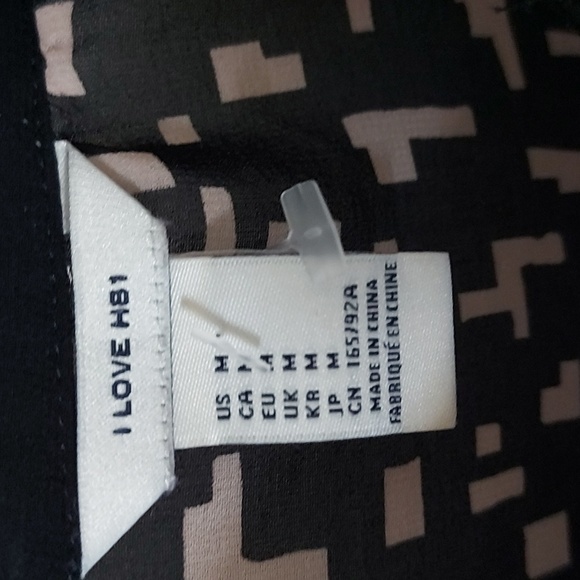 I LOVE H81
US M
CA M
EU M
UK M
KR M
JP M
CN 165/92A
MADE IN CHINA
FABRIQUÉ EN CHINE